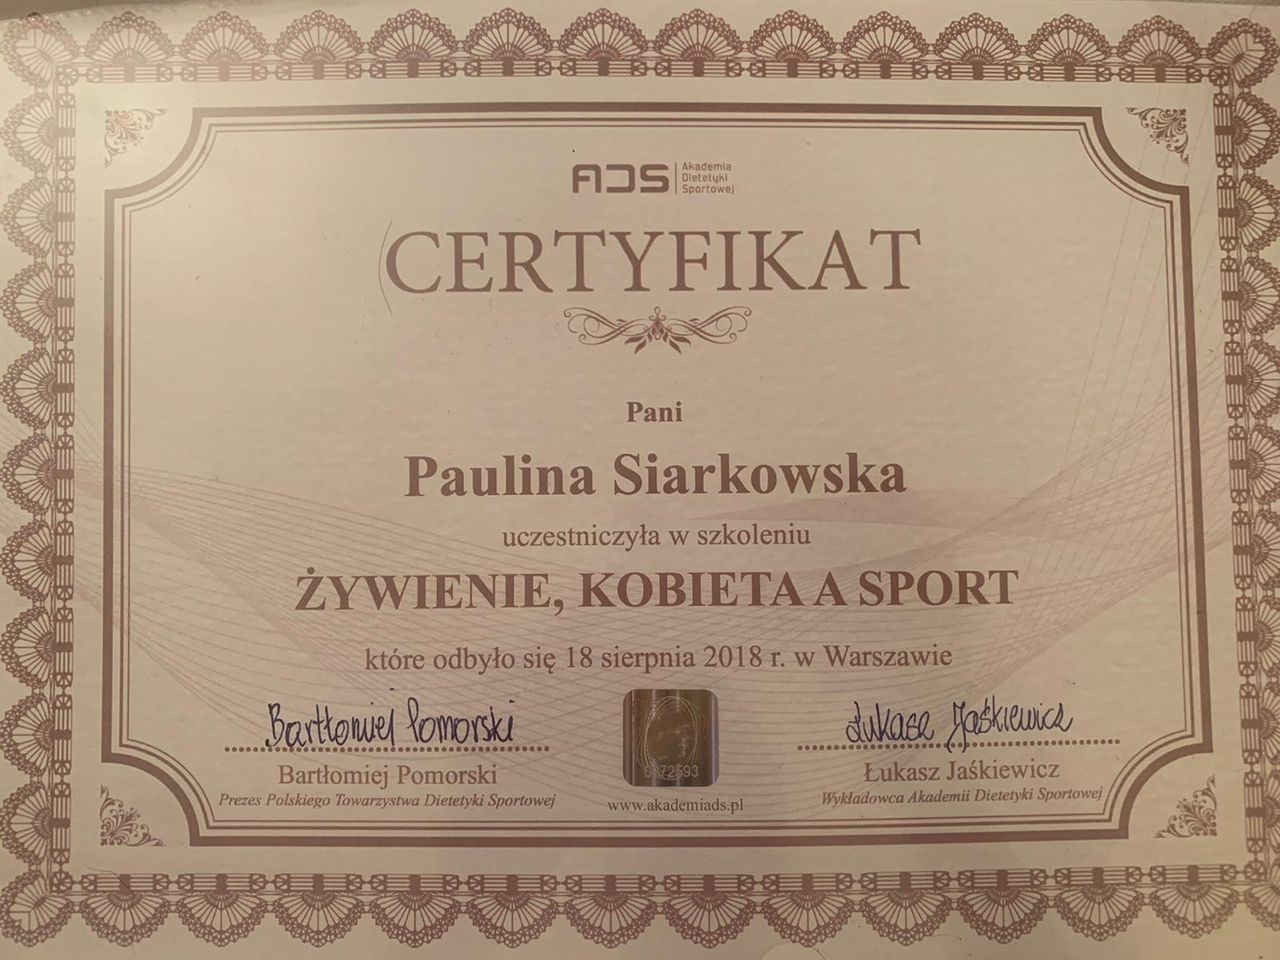 ADS Akademia
Dietetyki
Sportowej
CERTYFIKAT
Pani
Paulina Siarkowska
uczestniczyła w szkoleniu
ŻYWIENIE, KOBIETA A SPORT
które odbyło się 18 sierpnia 2018 r. w Warszawie
Bartłomiej Pomorski
Łukasz Jaśkiewicz
Bartłomiej Pomorski
Prezes Polskiego Towarzystwa Dietetyki Sportowej
www.akademiads.pl
Łukasz Jaśkiewicz
Wykładowca Akademii Dietetyki Sportowej